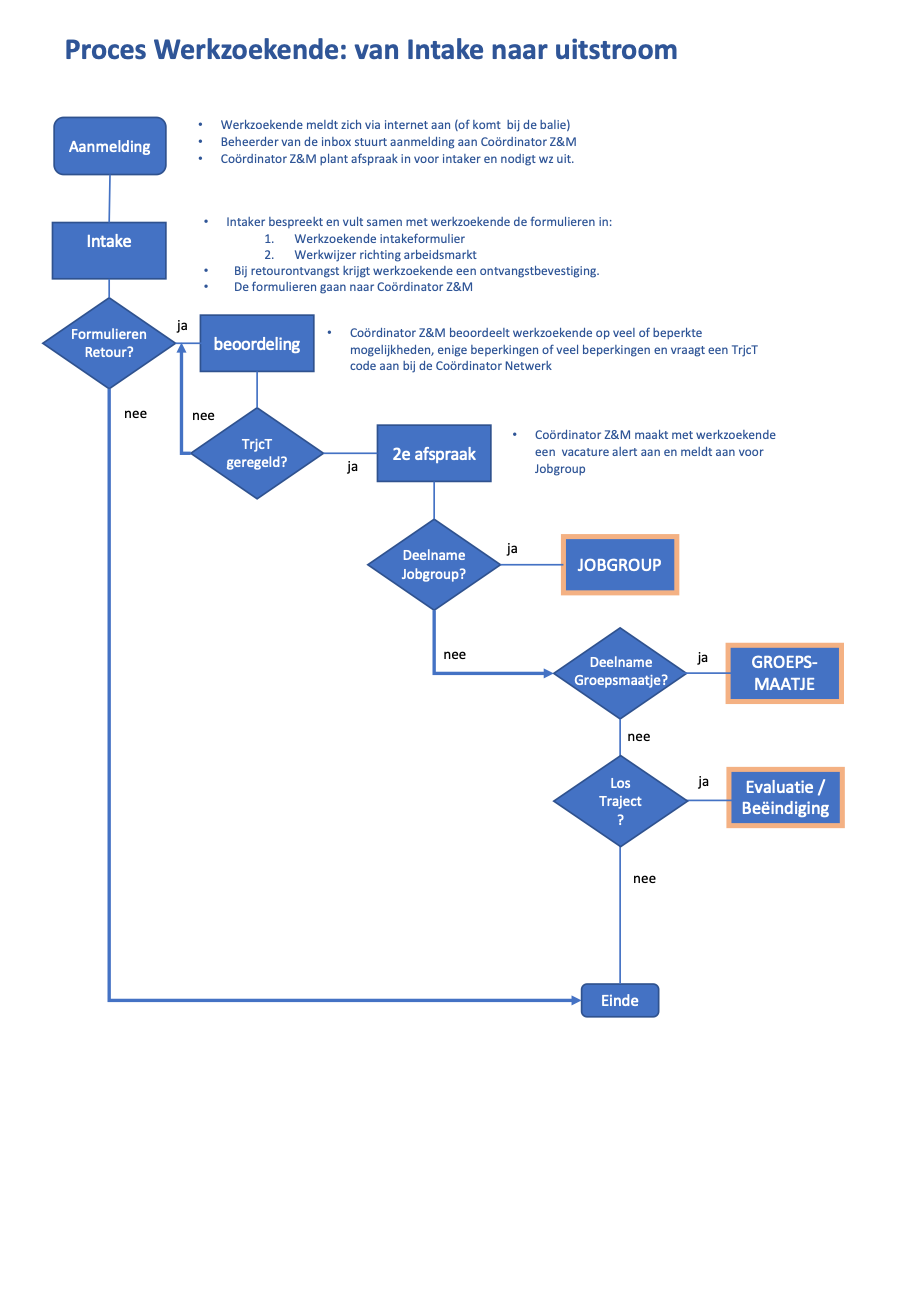 Proces Werkzoekende: van Intake naar uitstroom
Aanmelding
• Werkzoekende meldt zich via internet aan (of komt bij de balie)
• Beheerder van de inbox stuurt aanmelding aan Coördinator Z&M
• Coördinator Z&M plant afspraak in voor intaker en nodigt wz uit.
Intake
• Intaker bespreekt en vult samen met werkzoekende de formulieren in:
1. Werkzoekende intakeformulier
2. Werkwijzer richting arbeidsmarkt
• Bij retourontvangst krijgt werkzoekende een ontvangstbevestiging.
• De formulieren gaan naar Coördinator Z&M
Formulieren
Retour?
ja
beoordeling
• Coördinator Z&M beoordeelt werkzoekende op veel of beperkte
mogelijkheden, enige beperkingen of veel beperkingen en vraagt een TrjcT
code aan bij de Coördinator Netwerk
nee
nee
TrjcT
geregeld?
ja
2e afspraak
• Coördinator Z&M maakt met werkzoekende
een vacature alert aan en meldt aan voor
Jobgroup
Deelname
Jobgroup?
ja
JOBGROUP
nee
Deelname
Groepsmaatje?
ja
GROEPS-
MAATJE
nee
Los
Traject
?
ja
Evaluatie /
Beëindiging
nee
Einde